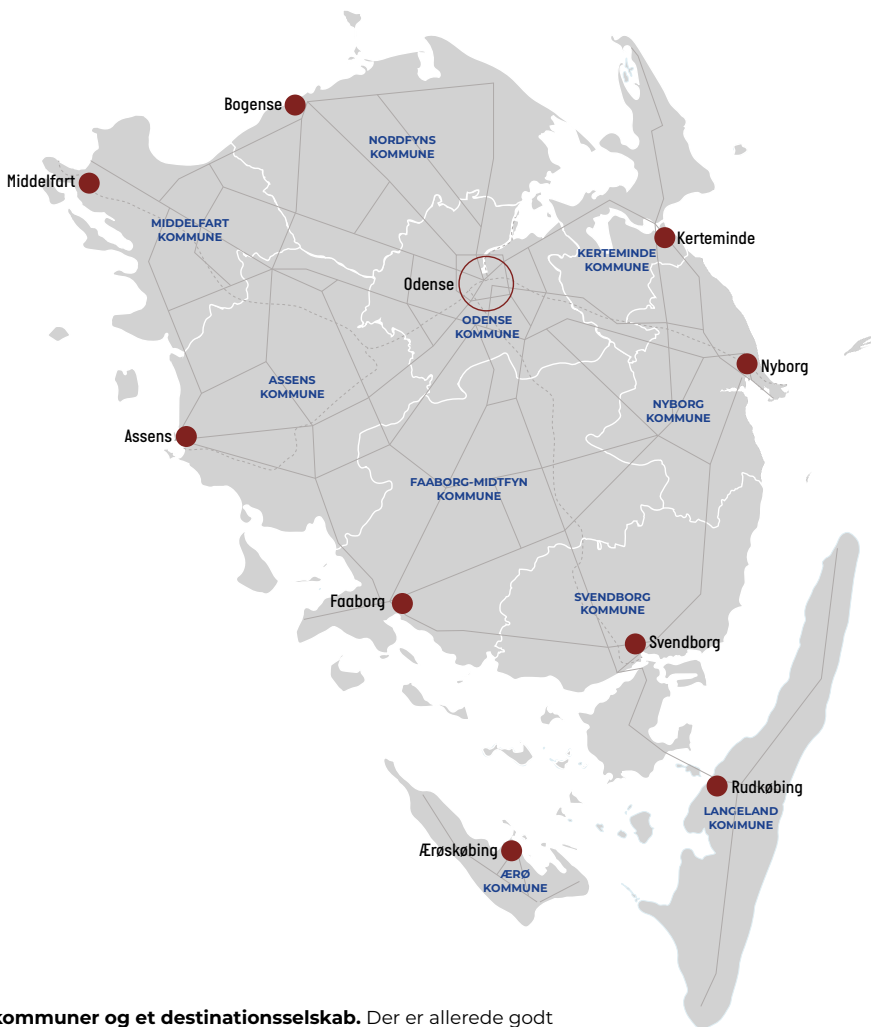 Bogense
NORDFYNS
KOMMUNE
Middelfart
MIDDELFART
KOMMUNE
Kerteminde
KERTEMINDE
KOMMUNE
Odense
ODENSE
KOMMUNE
Nyborg
ASSENS
KOMMUNE
NYBORG
KOMMUNE
Assens
FAABORG-MIDTFYN
KOMMUNE
Faaborg
SVENDBORG
KOMMUNE
Svendborg
Rudkøbing
LANGELAND
KOMMUNE
Ærøskøbing
ÆRØ
KOMMUNE
kommuner og et destinationsselskab. Der er allerede godt